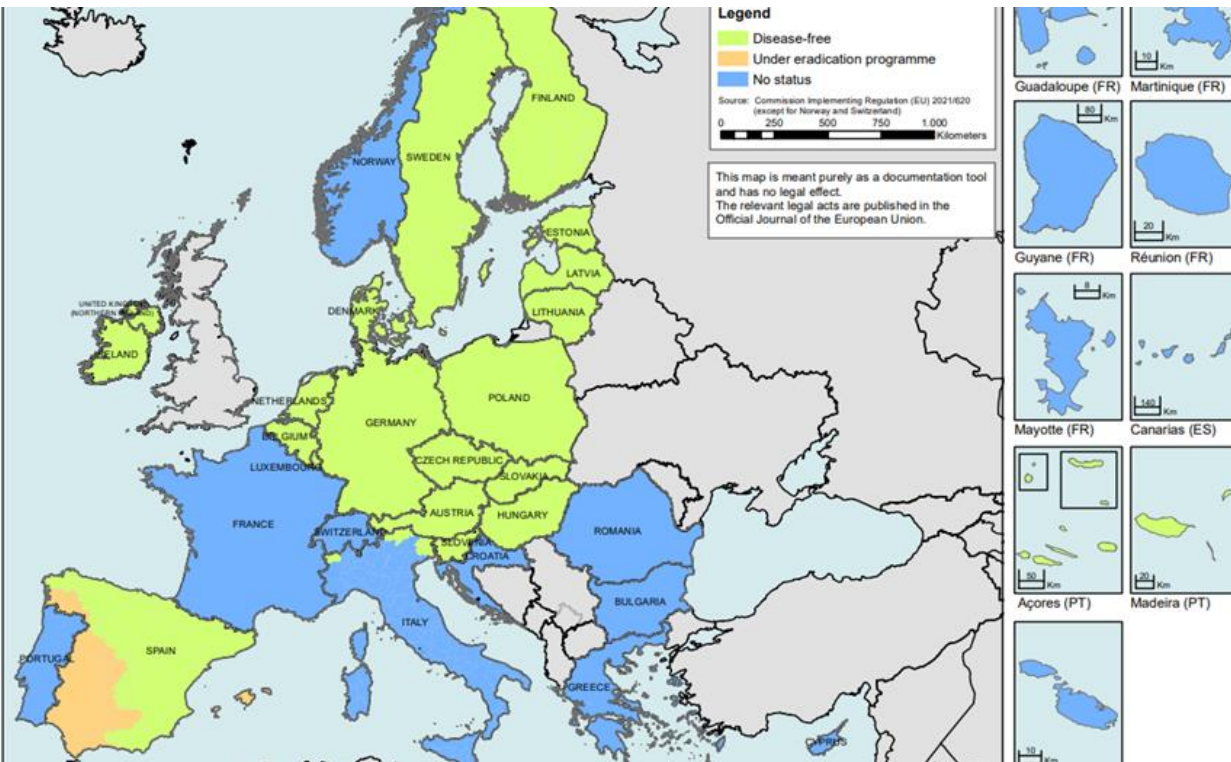 Legend
Disease-free
Under eradication programme
No status
Source: Commission Implementing Regulation (EU) 2021/620
(except for Norway and Switzerland)
0 250 500 750 1.000
Kilometers
This map is meant purely as a documentation tool
and has no legal effect.
The relevant legal acts are published in the
Official Journal of the European Union.
FINLAND
NORWAY
SWEDEN
ESTONIA
LATVIA
LITHUANIA
DENMARK
UNITED KINGDOM
(NORTHERN IRELAND)
IRELAND
NETHERLANDS
POLAND
GERMANY
BELGIUM
LUXEMBOURG
CZECH REPUBLIC
SLOVAKIA
AUSTRIA
HUNGARY
FRANCE
SWITZERLAND
SLOVENIA
CROATIA
ROMANIA
BULGARIA
ITALY
SPAIN
PORTUGAL
GREECE
CYPRUS
10
Km
Guadaloupe (FR) Martinique (FR)
80
Km
20
Km
Guyane (FR) Réunion (FR)
8
Km
140
Km
Mayotte (FR) Canarias (ES)
50
Km
20
Km
Açores (PT) Madeira (PT)
10
Km